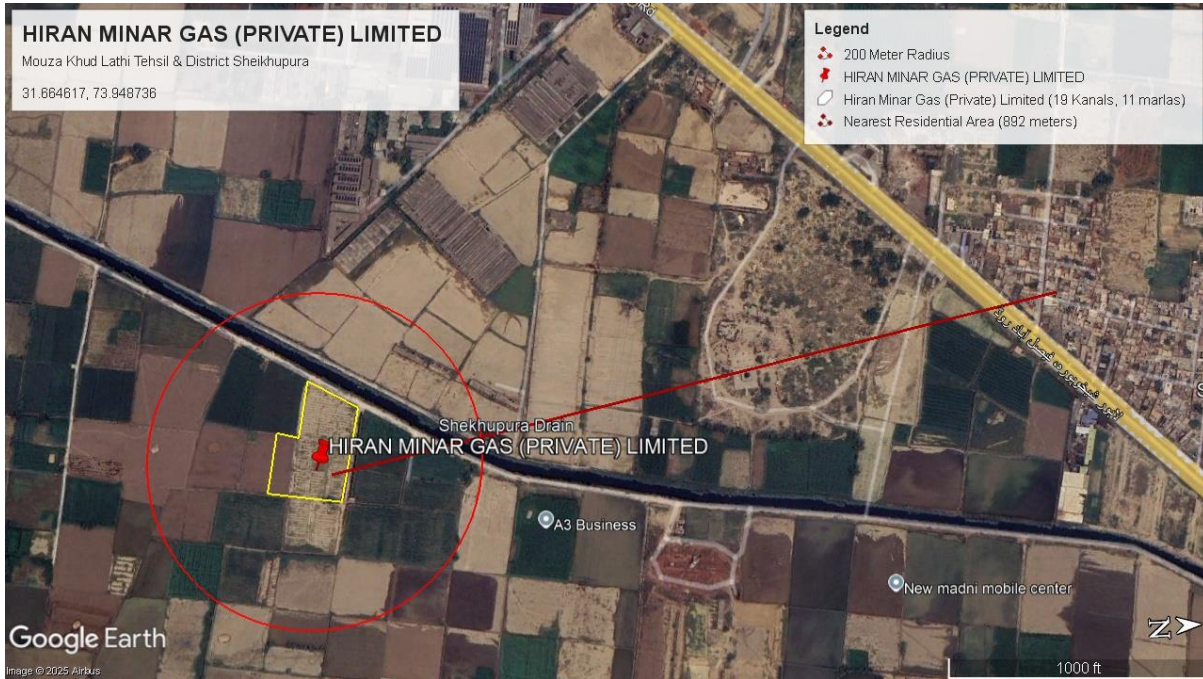 HIRAN MINAR GAS (PRIVATE) LIMITED
Mouza Khud Lathi Tehsil & District Sheikhupura
31.664617, 73.948736
Rd
Legend
200 Meter Radius
HIRAN MINAR GAS (PRIVATE) LIMITED
Hiran Minar Gas (Private) Limited (19 Kanals, 11 marlas)
Nearest Residential Area (892 meters)
Shekhupura Drain
HIRAN MINAR GAS (PRIVATE) LIMITED
A3 Business
New madni mobile center
Google Earth
Image © 2025 Airbus
N
1000 ft